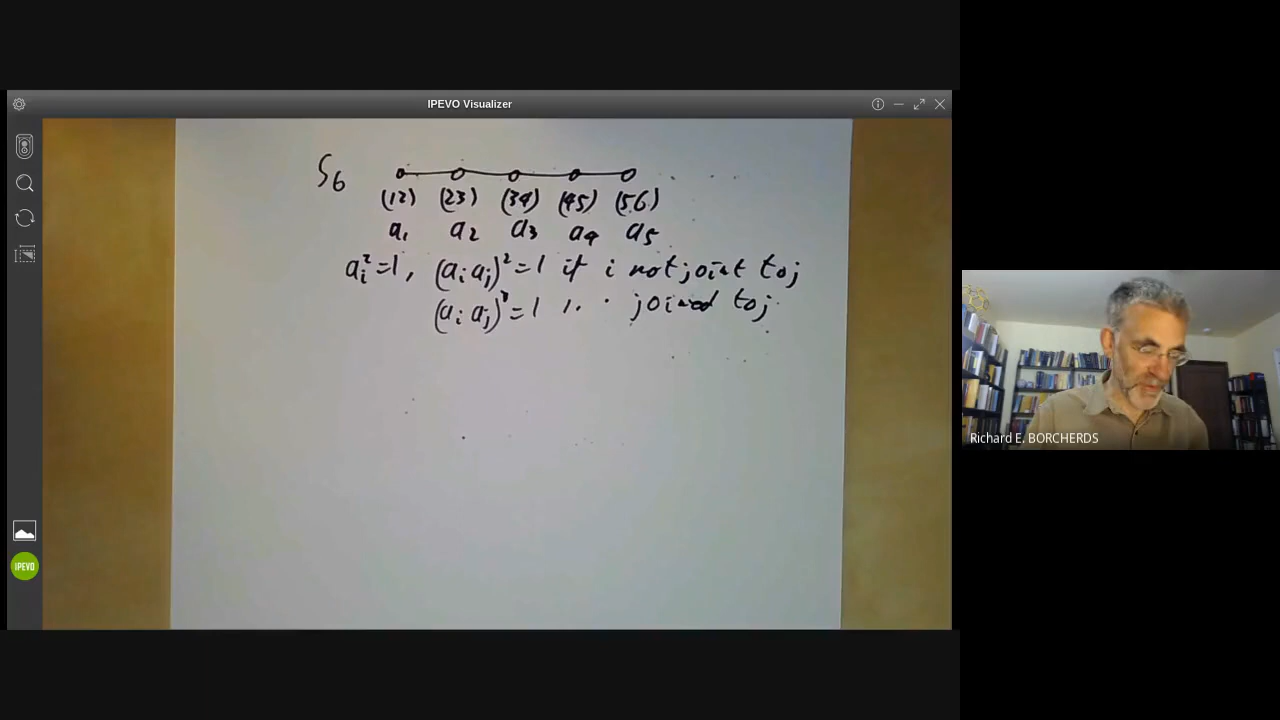 IPEVO Visualizer
S₆
(12) (23) (34) (45) (56)
a₁ a₂ a₃ a₄ a₅
aᵢ²=1, (aᵢ aⱼ)²=1 if i not joint to j
(aᵢ aⱼ)³=1 " " joined to j
IPEVO
Richard E. BORCHERDS